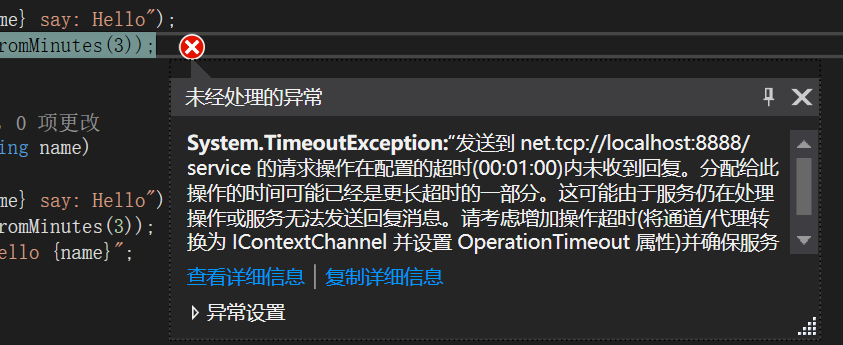 me} say: Hello");
romMinutes(3));
未经处理的异常
, 0 项更改
ing name)
System.TimeoutException:“发送到 net.tcp://localhost:8888/
service 的请求操作在配置的超时(00:01:00)内未收到回复。分配给此
操作的时间可能已经是更长超时的一部分。这可能由于服务仍在处理
操作或服务无法发送回复消息。请考虑增加操作超时(将通道/代理转
换为 IContextChannel 并设置 OperationTimeout 属性)并确保服务
me} say: Hello")
romMinutes(3));
ello {name}";
查看详细信息 | 复制详细信息
异常设置